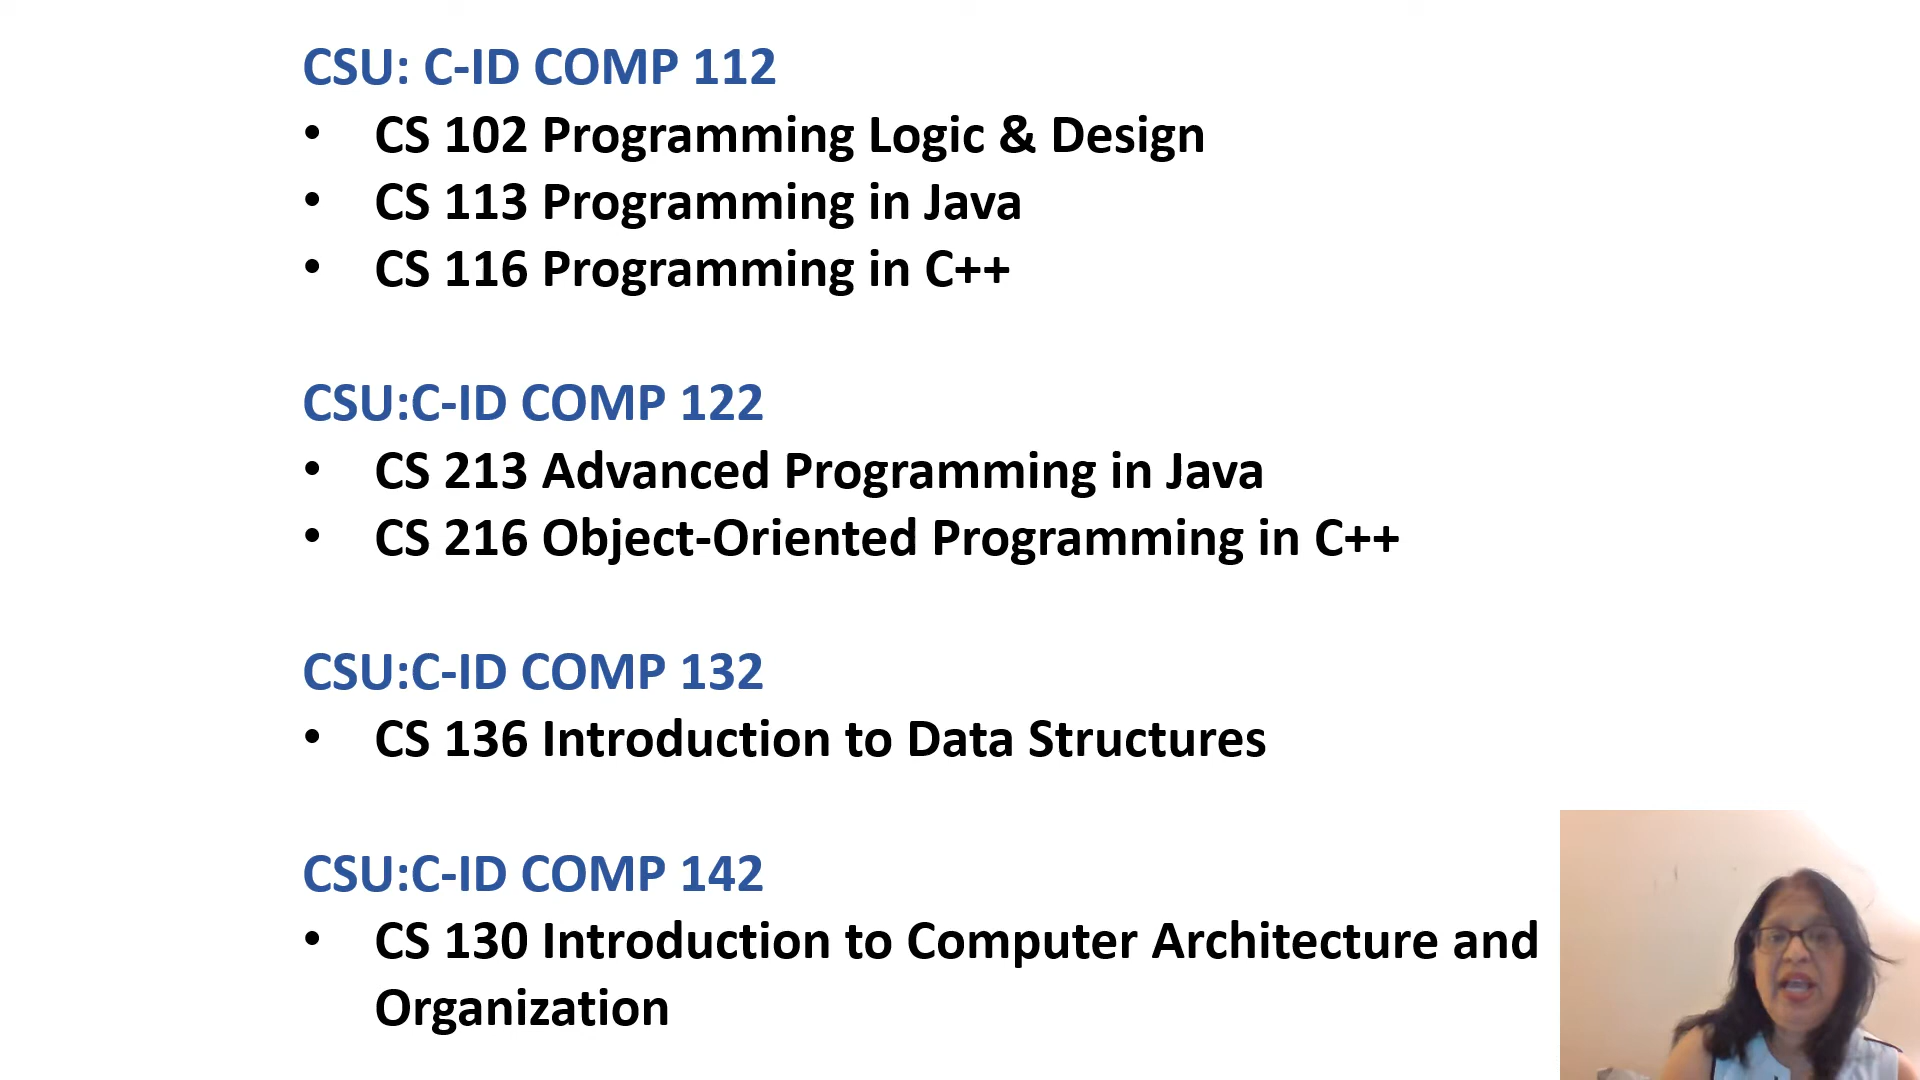 CSU: C-ID COMP 112
• CS 102 Programming Logic & Design
• CS 113 Programming in Java
• CS 116 Programming in C++
CSU:C-ID COMP 122
• CS 213 Advanced Programming in Java
• CS 216 Object-Oriented Programming in C++
CSU:C-ID COMP 132
• CS 136 Introduction to Data Structures
CSU:C-ID COMP 142
• CS 130 Introduction to Computer Architecture and
Organization